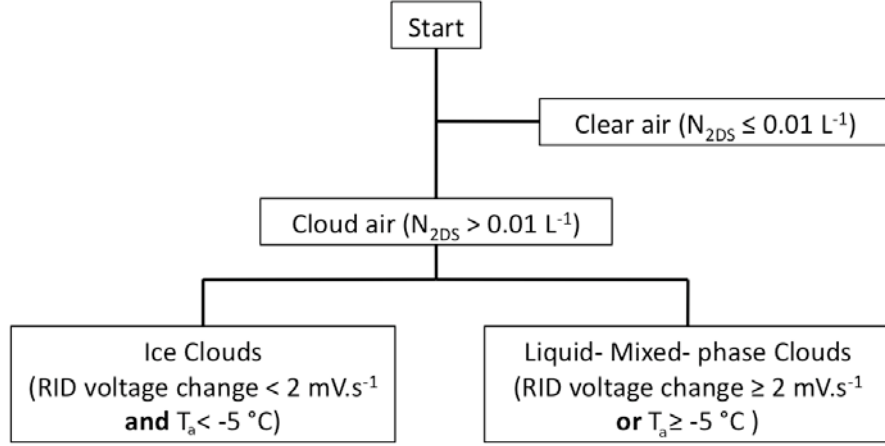 Start
Clear air (N₂DS ≤ 0.01 L⁻¹)
Cloud air (N₂DS > 0.01 L⁻¹)
Ice Clouds
(RID voltage change < 2 mV.s⁻¹
and Tₐ< -5 °C)
Liquid- Mixed- phase Clouds
(RID voltage change ≥ 2 mV.s⁻¹
or Tₐ≥ -5 °C )